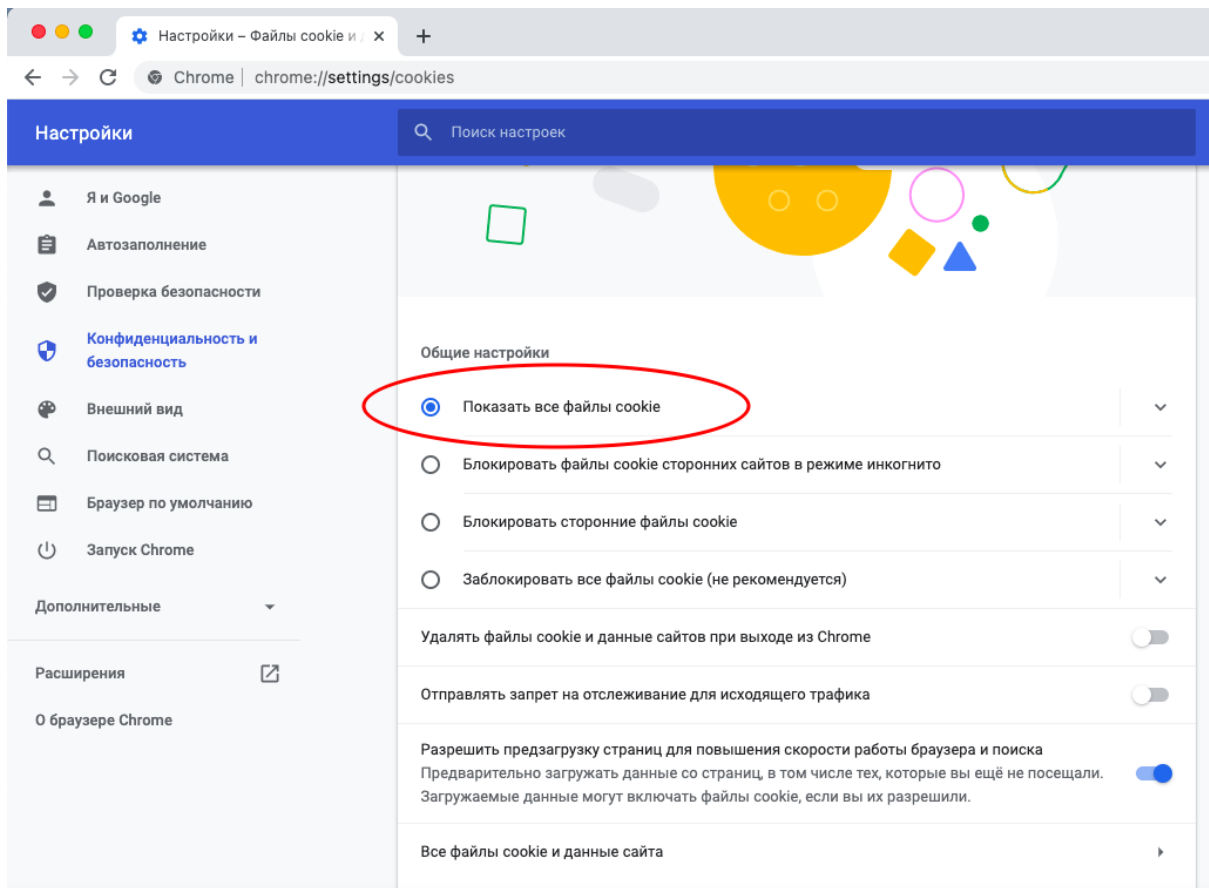 Настройки – Файлы cookie и
Chrome | chrome://settings/cookies
Настройки
Поиск настроек
Я и Google
Автозаполнение
Проверка безопасности
Конфиденциальность и
безопасность
Внешний вид
Поисковая система
Браузер по умолчанию
Запуск Chrome
Дополнительные
Расширения
О браузере Chrome
Общие настройки
Показать все файлы cookie
Блокировать файлы cookie сторонних сайтов в режиме инкогнито
Блокировать сторонние файлы cookie
Заблокировать все файлы cookie (не рекомендуется)
Удалять файлы cookie и данные сайтов при выходе из Chrome
Отправлять запрет на отслеживание для исходящего трафика
Разрешить предзагрузку страниц для повышения скорости работы браузера и поиска
Предварительно загружать данные со страниц, в том числе тех, которые вы ещё не посещали.
Загружаемые данные могут включать файлы cookie, если вы их разрешили.
Все файлы cookie и данные сайта